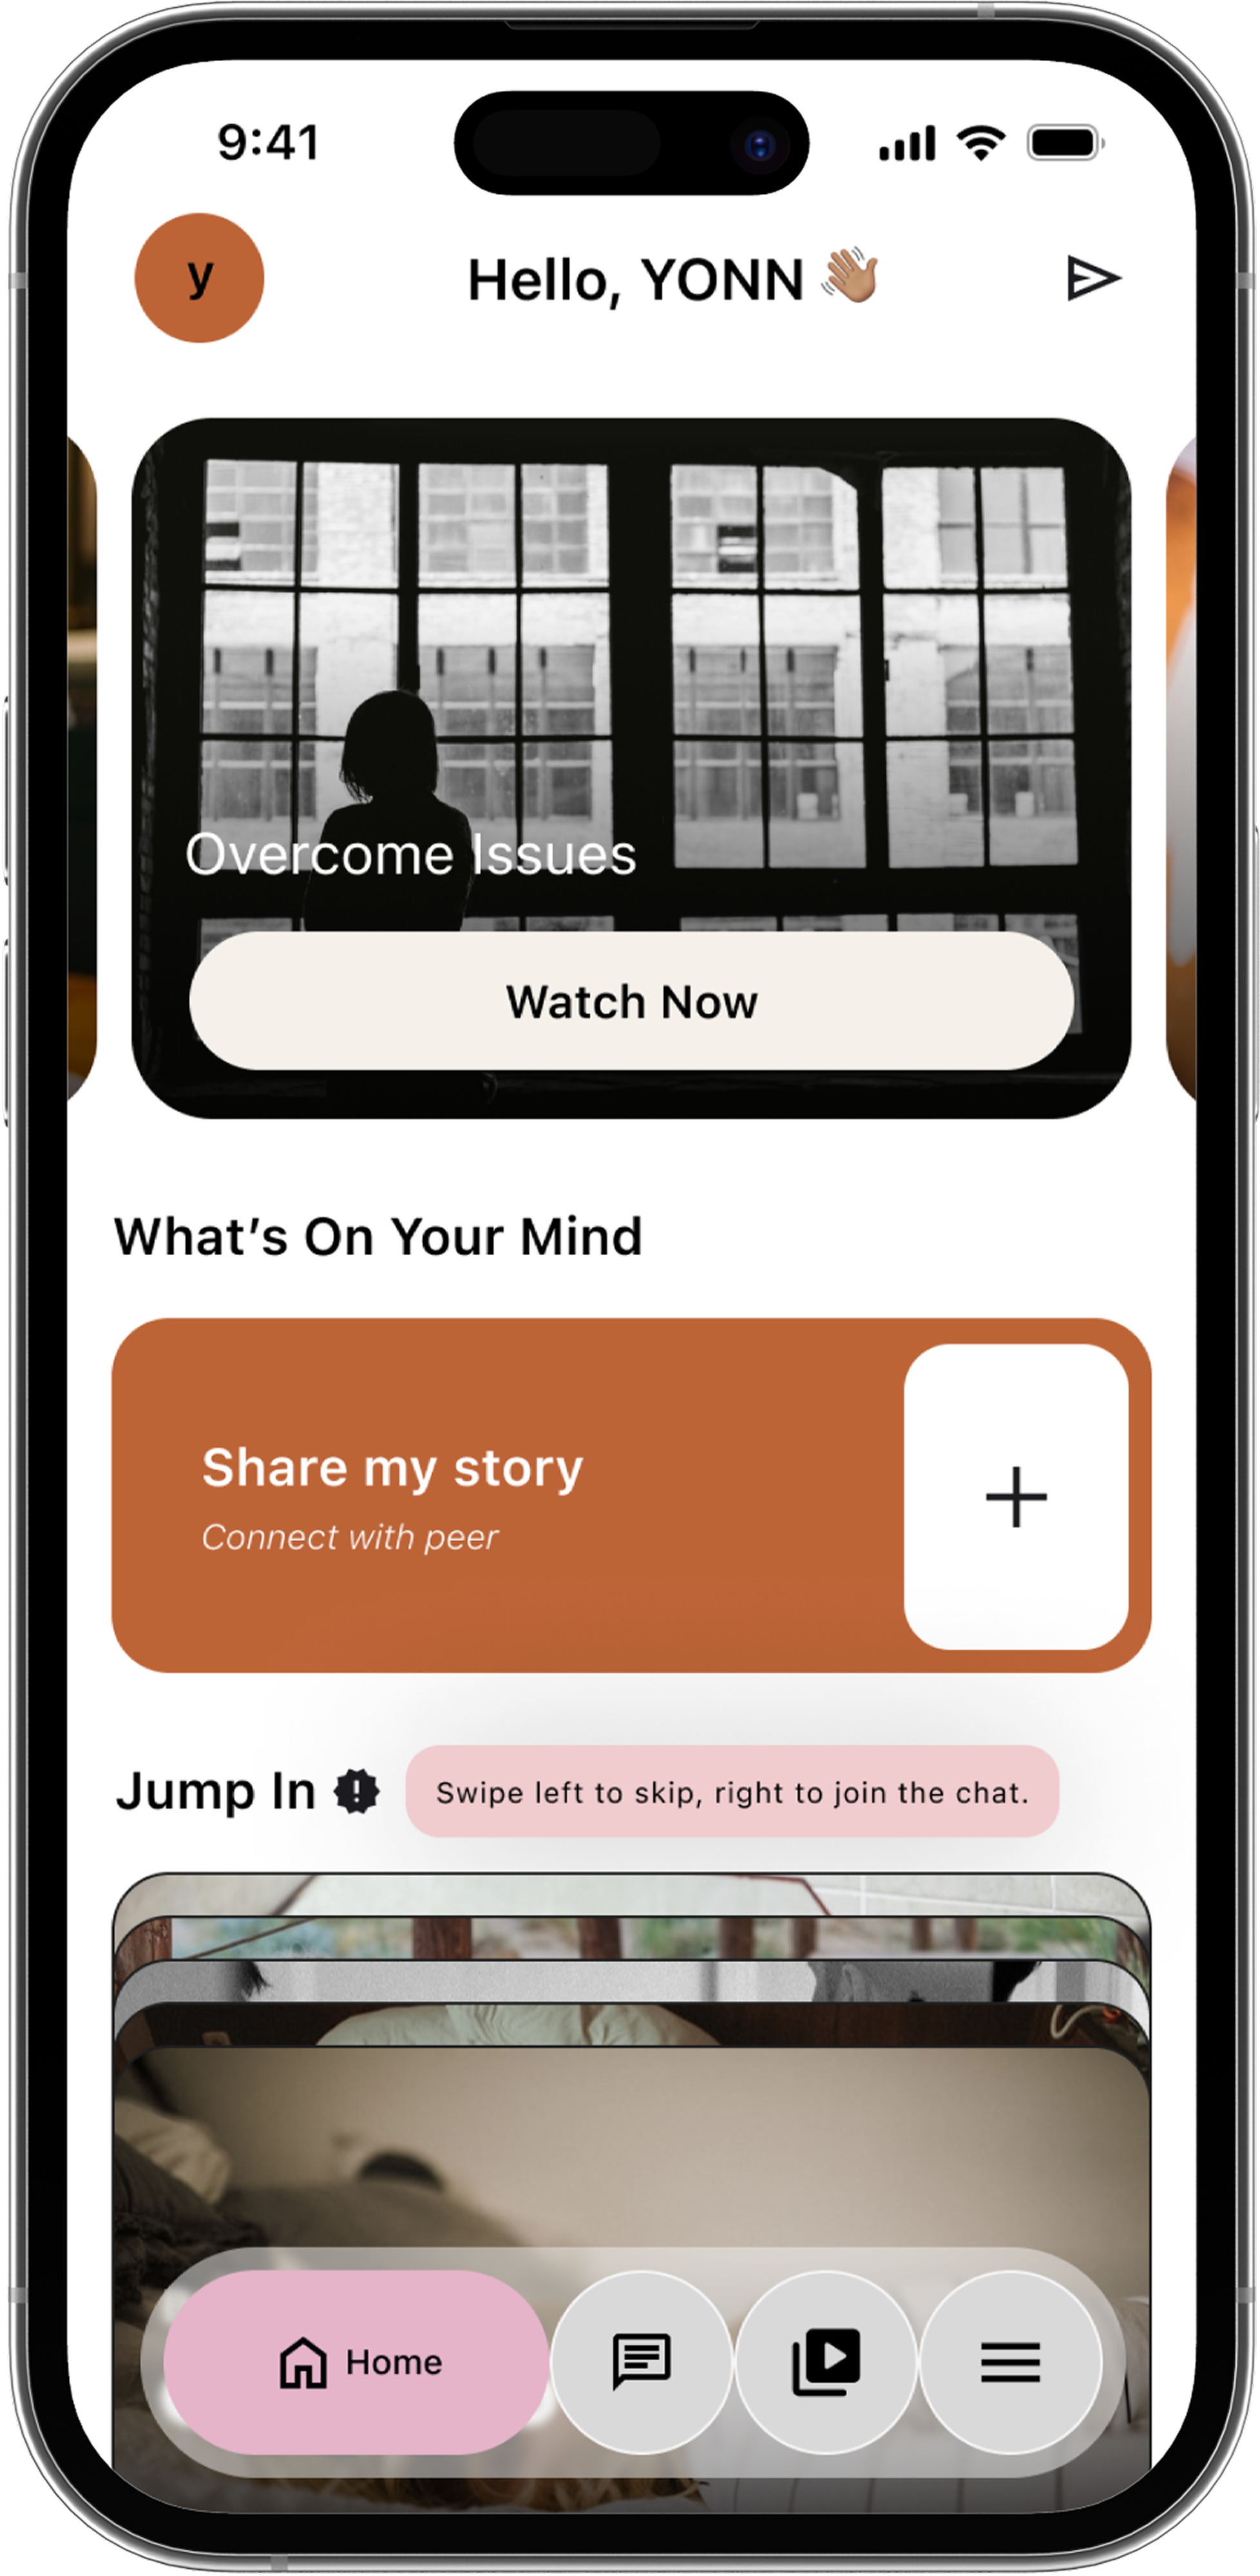 9:41
y
Hello, YONN 👋🏽
Overcome Issues
Watch Now
What’s On Your Mind
Share my story
Connect with peer
Jump In
Swipe left to skip, right to join the chat.
Home